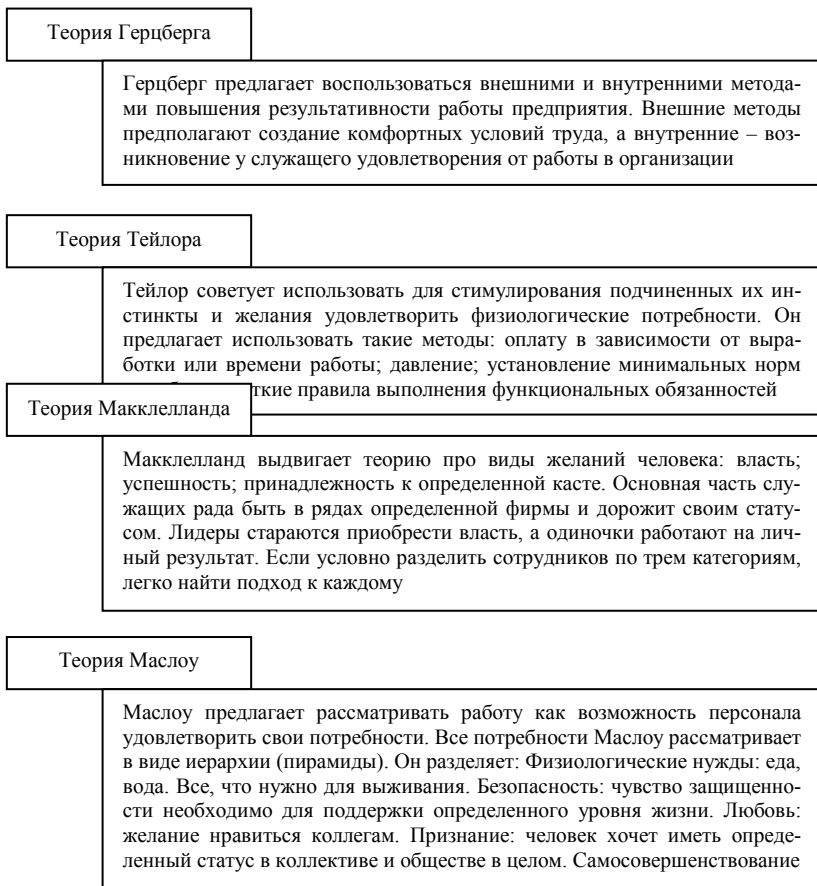 Теория Герцберга
Герцберг предлагает воспользоваться внешними и внутренними метода-
ми повышения результативности работы предприятия. Внешние методы
предполагают создание комфортных условий труда, а внутренние – воз-
никновение у служащего удовлетворения от работы в организации
Теория Тейлора
Тейлор советует использовать для стимулирования подчиненных их ин-
стинкты и желания удовлетворить физиологические потребности. Он
предлагает использовать такие методы: оплату в зависимости от выра-
ботки или времени работы; давление; установление минимальных норм
ткие правила выполнения функциональных обязанностей
Теория Макклелланда
Макклелланд выдвигает теорию про виды желаний человека: власть;
успешность; принадлежность к определенной касте. Основная часть слу-
жащих рада быть в рядах определенной фирмы и дорожит своим стату-
сом. Лидеры стараются приобрести власть, а одиночки работают на лич-
ный результат. Если условно разделить сотрудников по трем категориям,
легко найти подход к каждому
Теория Маслоу
Маслоу предлагает рассматривать работу как возможность персонала
удовлетворить свои потребности. Все потребности Маслоу рассматривает
в виде иерархии (пирамиды). Он разделяет: Физиологические нужды: еда,
вода. Все, что нужно для выживания. Безопасность: чувство защищенно-
сти необходимо для поддержки определенного уровня жизни. Любовь:
желание нравиться коллегам. Признание: человек хочет иметь опреде-
ленный статус в коллективе и обществе в целом. Самосовершенствование